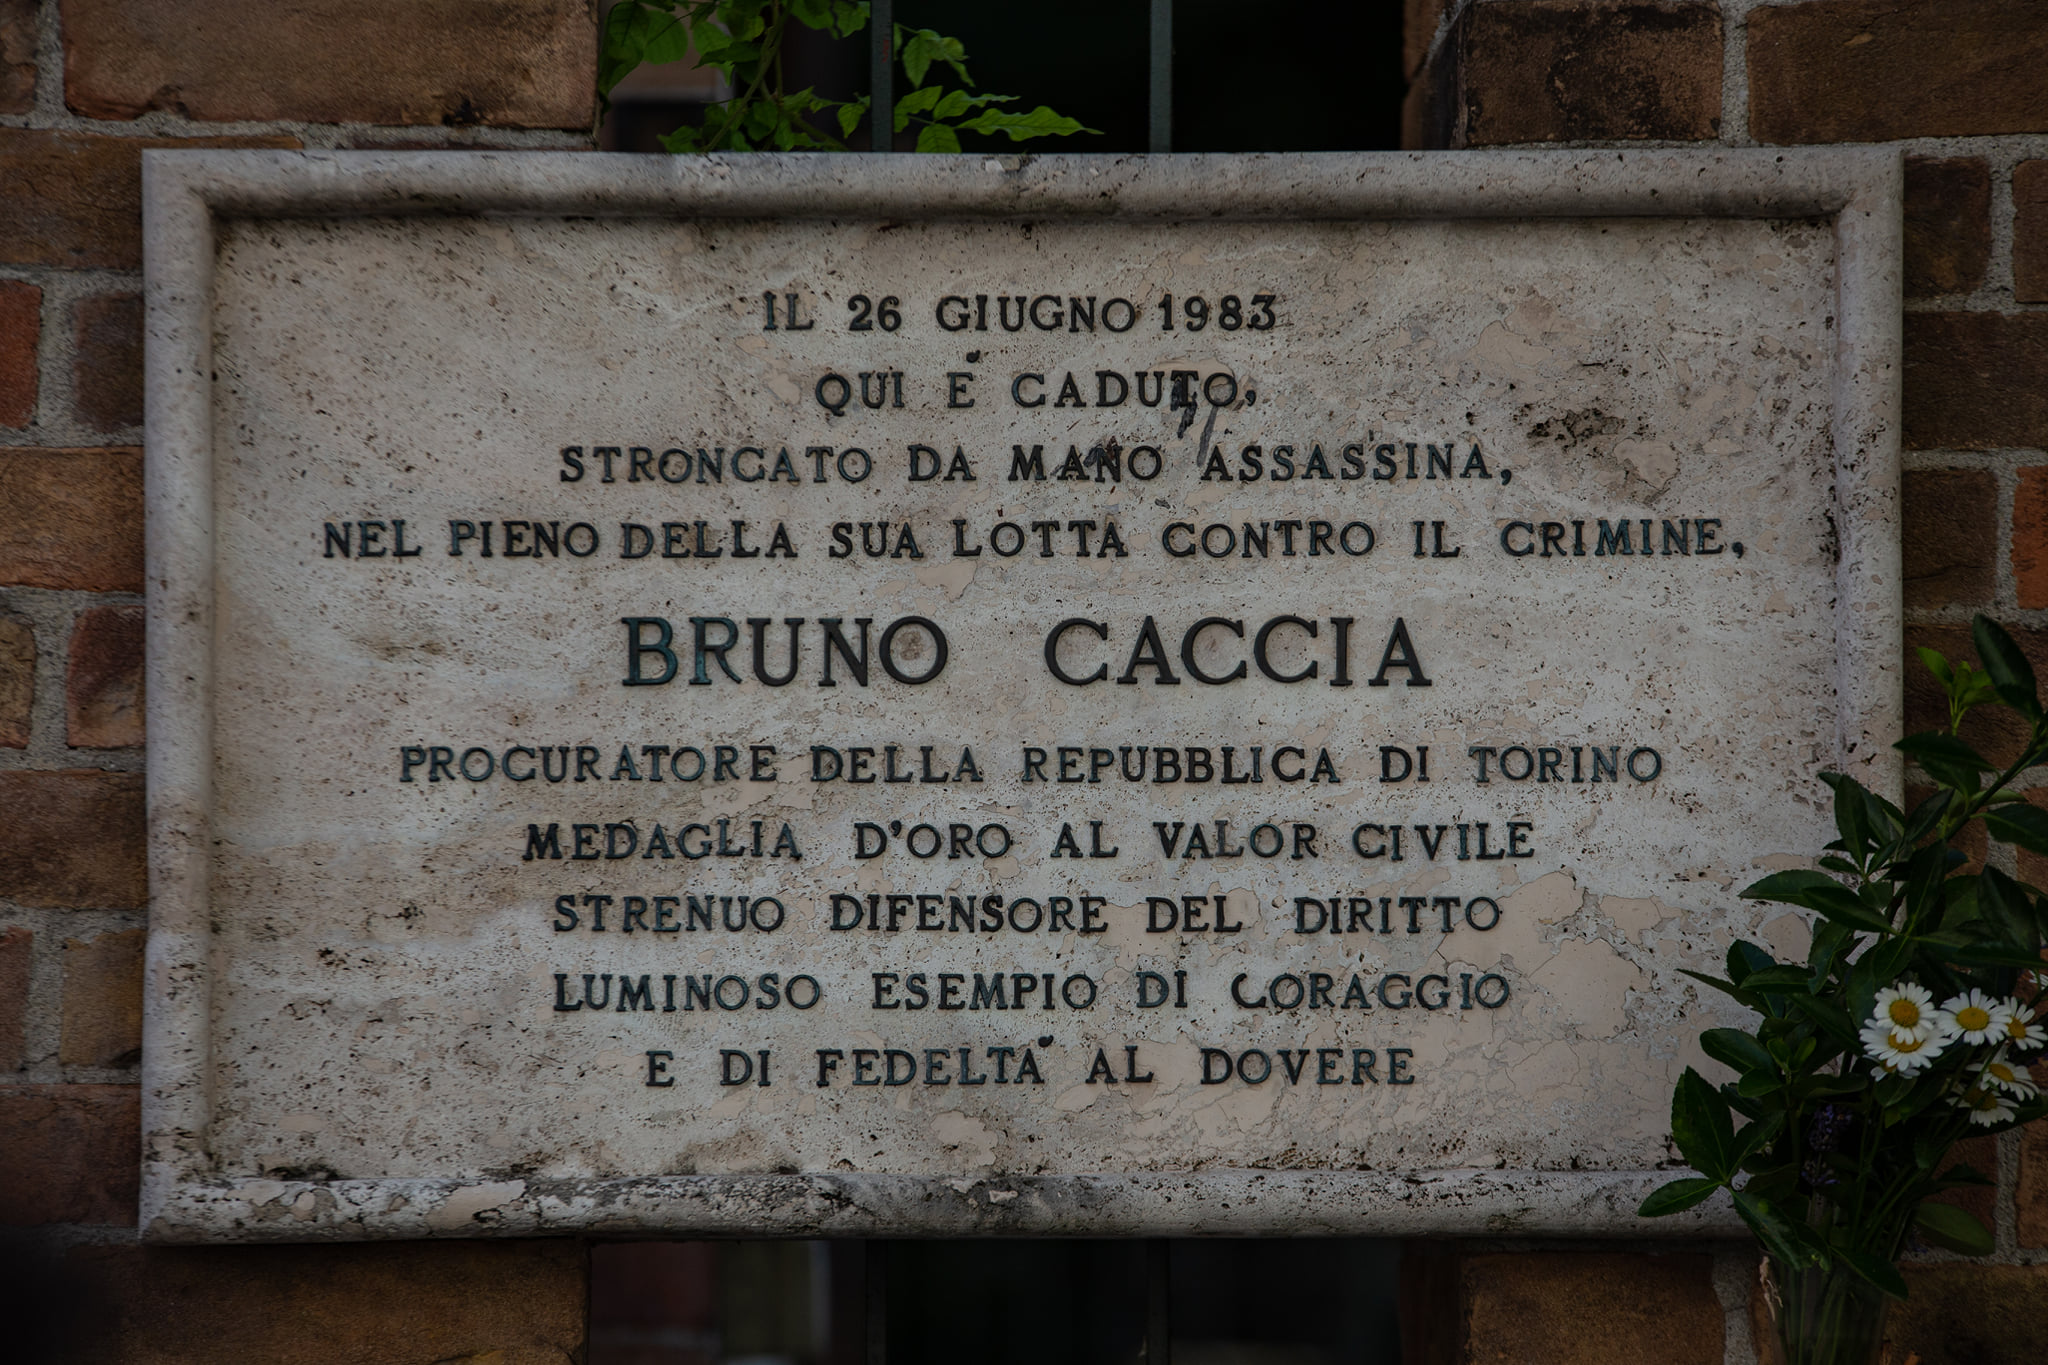 IL 26 GIUGNO 1983
QUI È CADUTO,
STRONCATO DA MANO ASSASSINA,
NEL PIENO DELLA SUA LOTTA CONTRO IL CRIMINE,
BRUNO CACCIA
PROCURATORE DELLA REPUBBLICA DI TORINO
MEDAGLIA D'ORO AL VALOR CIVILE
STRENUO DIFENSORE DEL DIRITTO
LUMINOSO ESEMPIO DI CORAGGIO
E DI FEDELTÀ AL DOVERE